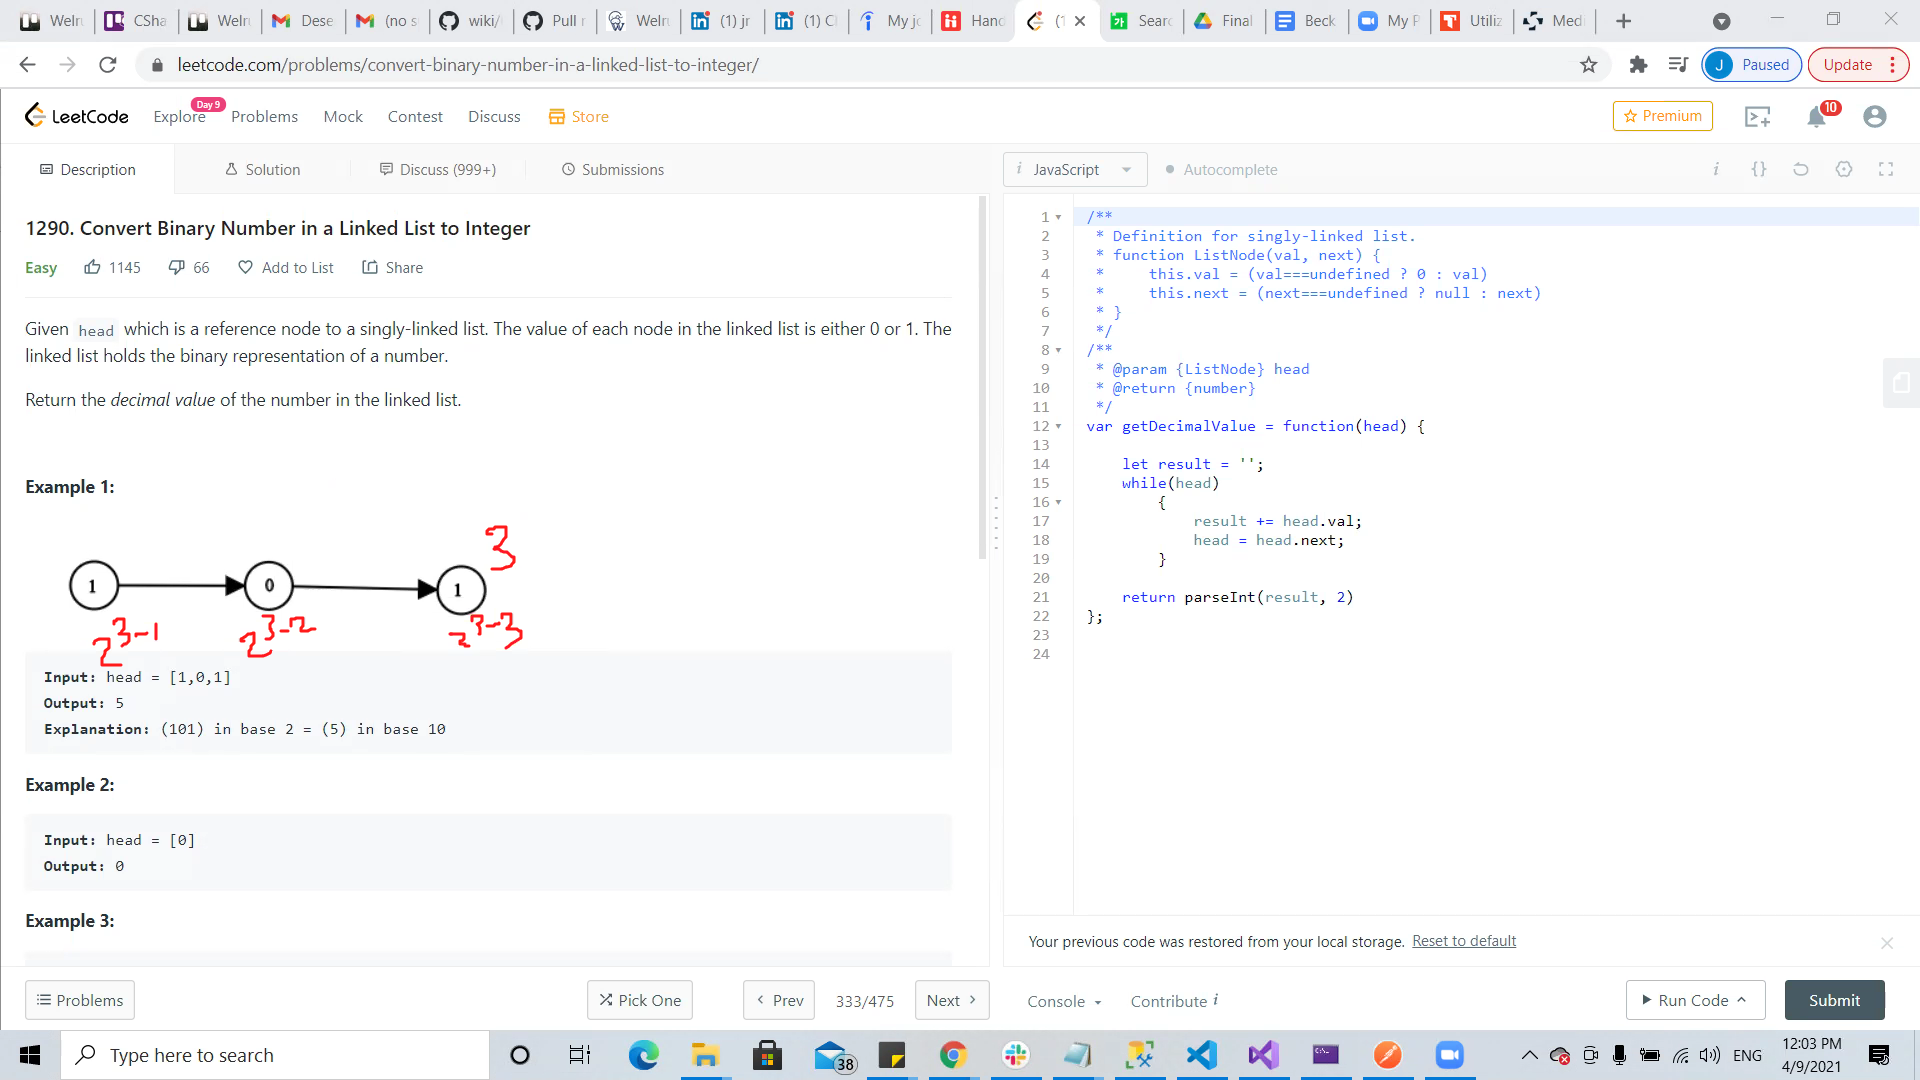 Welru
CSha
Welru
Dese
(no s
wiki/
Pull r
Welru
(1) jr
(1) C
My jo
Hand
(1
Searc
Final
Beck
My P
Utiliz
Medi
leetcode.com/problems/convert-binary-number-in-a-linked-list-to-integer/
J Paused
Update
LeetCode
Explore
Day 9
Problems
Mock
Contest
Discuss
Store
Premium
10
Description
Solution
Discuss (999+)
Submissions
i JavaScript
Autocomplete
i {}
1290. Convert Binary Number in a Linked List to Integer
Easy 1145 66 Add to List Share
Given head which is a reference node to a singly-linked list. The value of each node in the linked list is either 0 or 1. The
linked list holds the binary representation of a number.
Return the decimal value of the number in the linked list.
Example 1:
3
1 0 1
2^3-1 2^3-2 2^3-3
Input: head = [1,0,1]
Output: 5
Explanation: (101) in base 2 = (5) in base 10
Example 2:
Input: head = [0]
Output: 0
Example 3:
1 /**
2 * Definition for singly-linked list.
3 * function ListNode(val, next) {
4 *     this.val = (val===undefined ? 0 : val)
5 *     this.next = (next===undefined ? null : next)
6 * }
7 */
8 /**
9 * @param {ListNode} head
10 * @return {number}
11 */
12 var getDecimalValue = function(head) {
13
14     let result = '';
15     while(head)
16         {
17             result += head.val;
18             head = head.next;
19         }
20
21     return parseInt(result, 2)
22 };
23
24
Your previous code was restored from your local storage. Reset to default
Problems
Pick One
Prev
333/475
Next
Console
Contribute i
Run Code
Submit
Type here to search
38
ENG
12:03 PM
4/9/2021